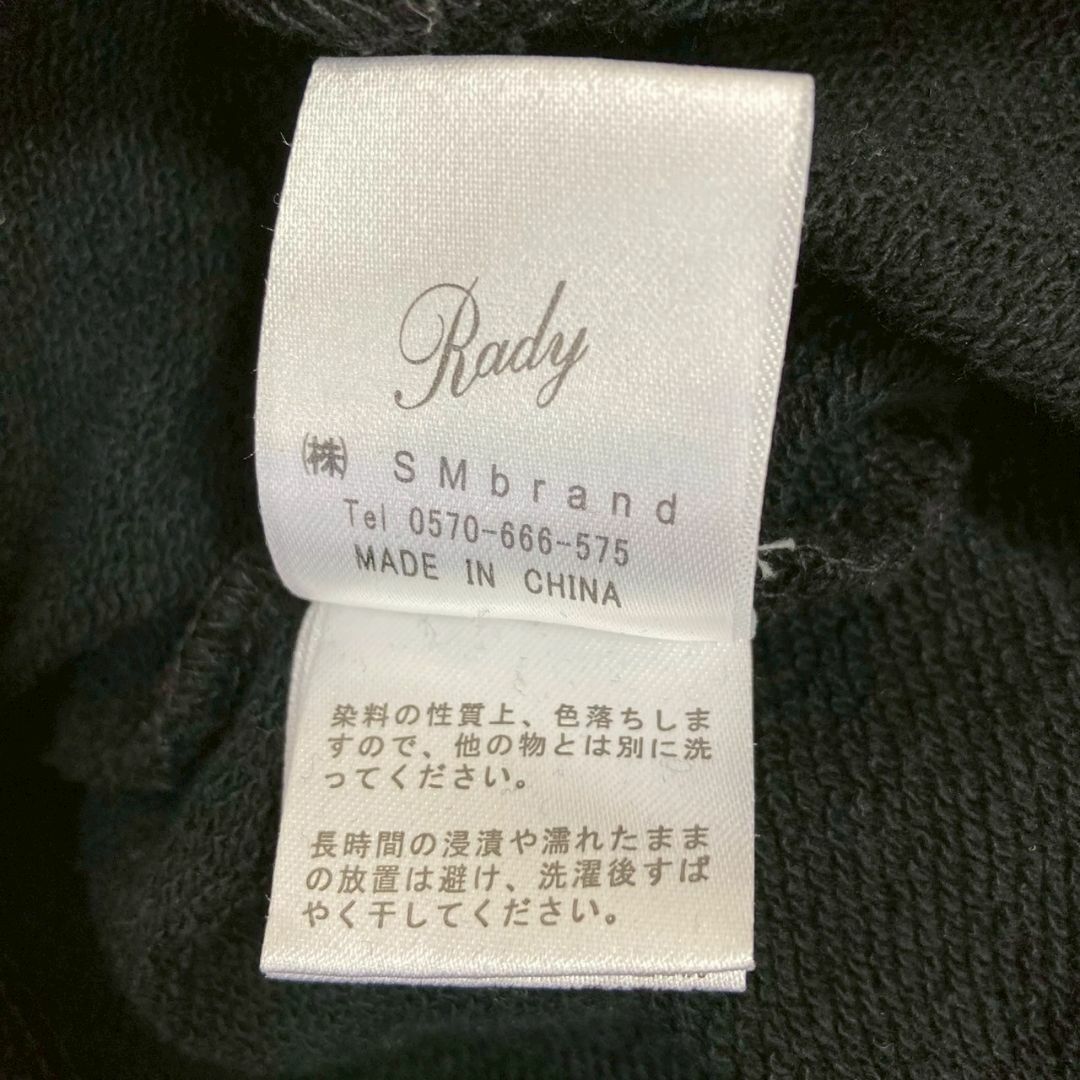 Rady
㈱ SMbrand
Tel 0570-666-575
MADE IN CHINA
染料の性質上、色落ちしま
すので、他の物とは別に洗
ってください。
長時間の浸漬や濡れたまま
の放置は避け、洗濯後すば
やく干してください。